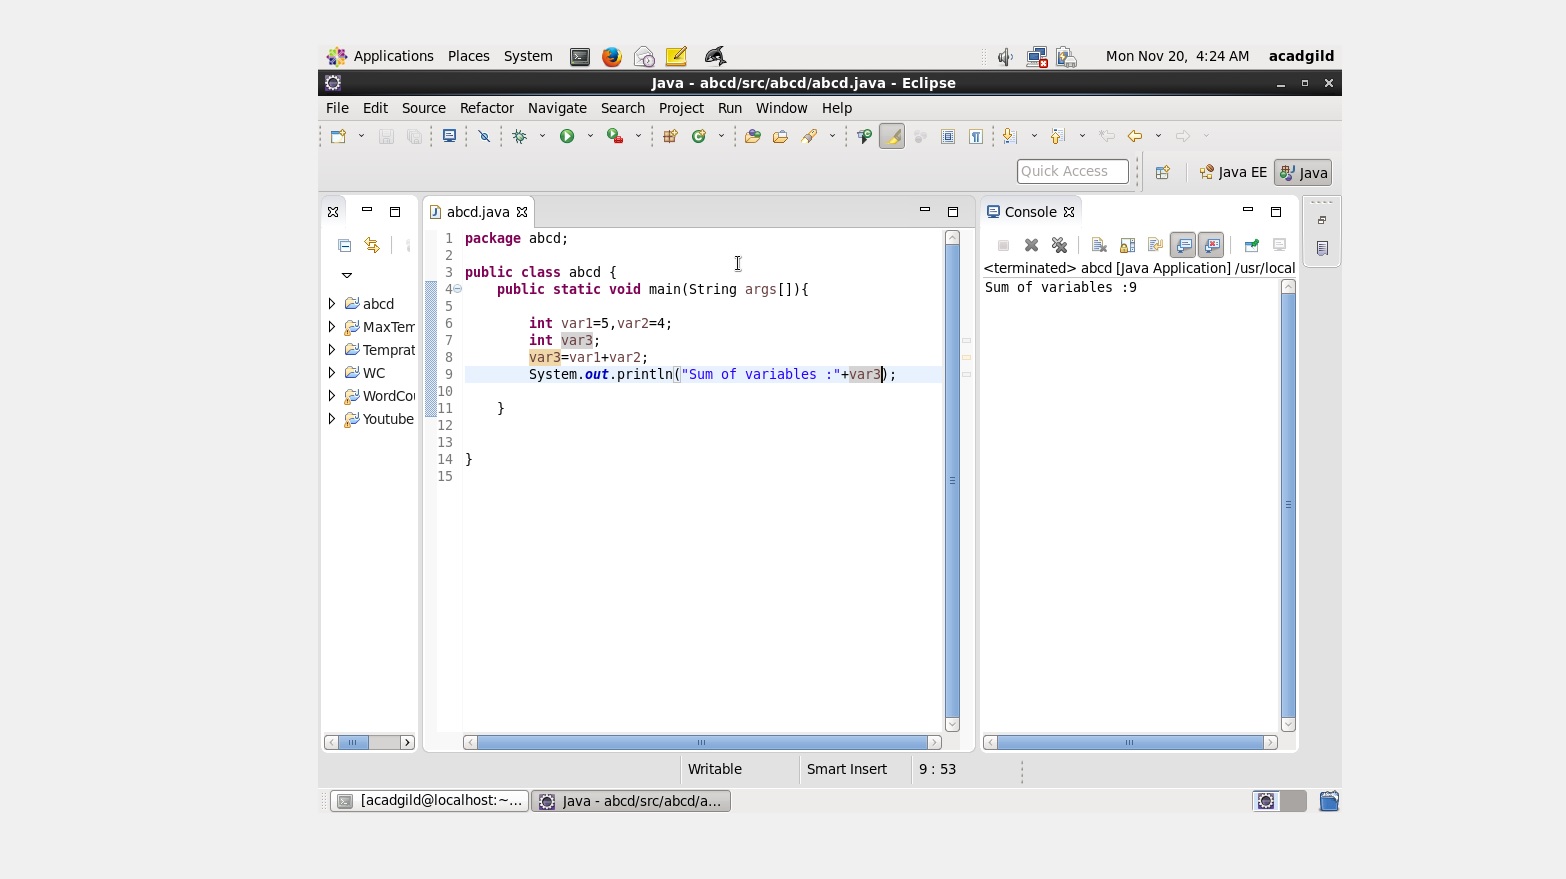 Applications Places System Mon Nov 20, 4:24 AM acadgild
Java - abcd/src/abcd/abcd.java - Eclipse
File Edit Source Refactor Navigate Search Project Run Window Help
Quick Access Java EE Java
abcd.java
1 package abcd;
2
3 public class abcd {
4 public static void main(String args[]){
5
6 int var1=5,var2=4;
7 int var3;
8 var3=var1+var2;
9 System.out.println("Sum of variables :"+var3);
10
11 }
12
13
14 }
15
abcd
MaxTem
Temprat
WC
WordCou
Youtube
Console
<terminated> abcd [Java Application] /usr/local
Sum of variables :9
Writable Smart Insert 9 : 53
[acadgild@localhost:~... Java - abcd/src/abcd/a...